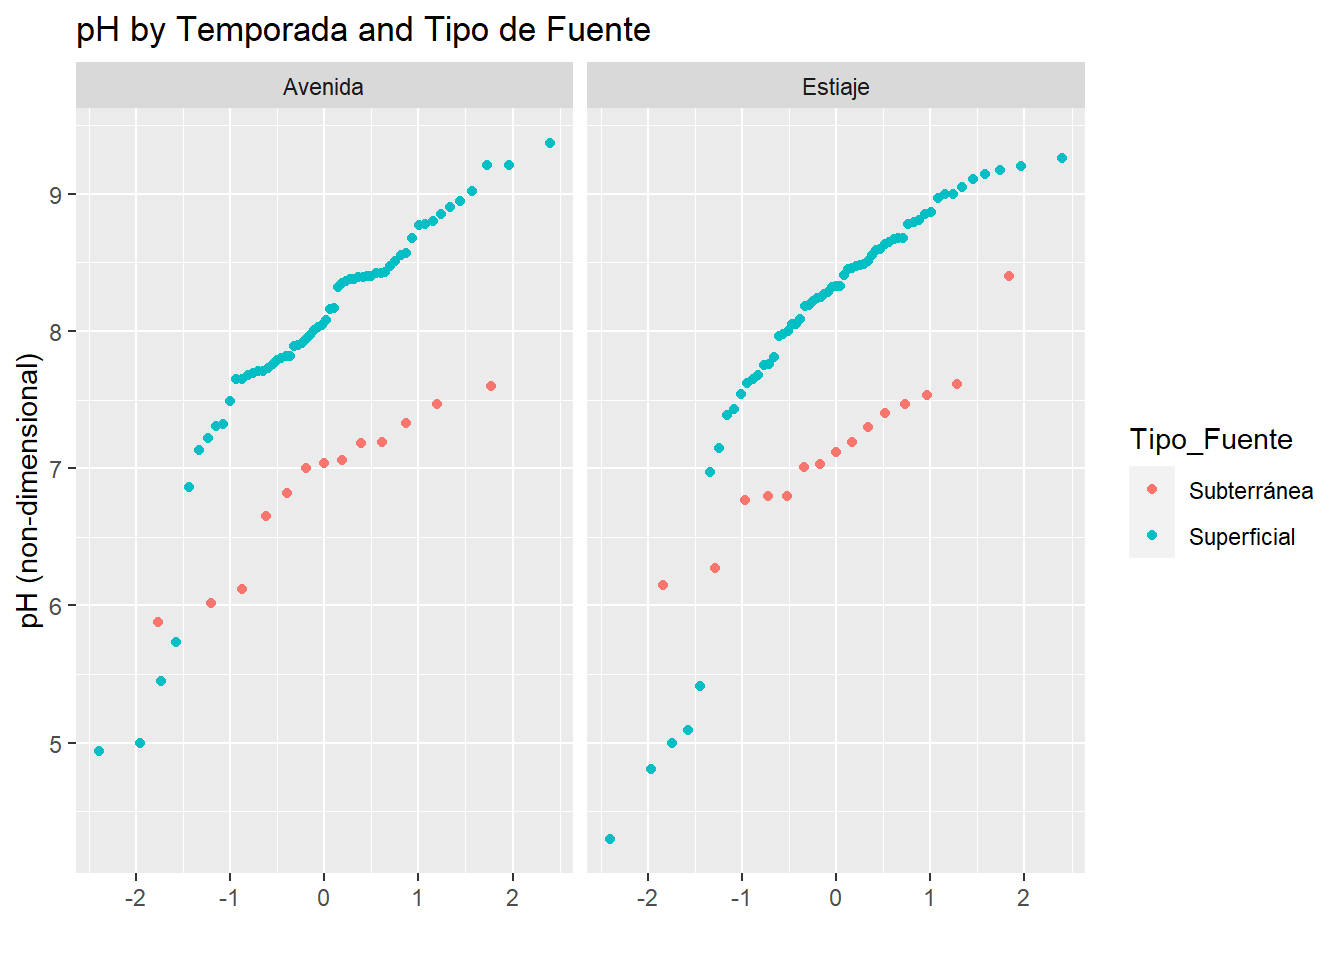 pH by Temporada and Tipo de Fuente
Avenida
Estiaje
pH (non-dimensional)
9
8
7
6
5
-2 -1 0 1 2
-2 -1 0 1 2
Tipo_Fuente
Subterránea
Superficial